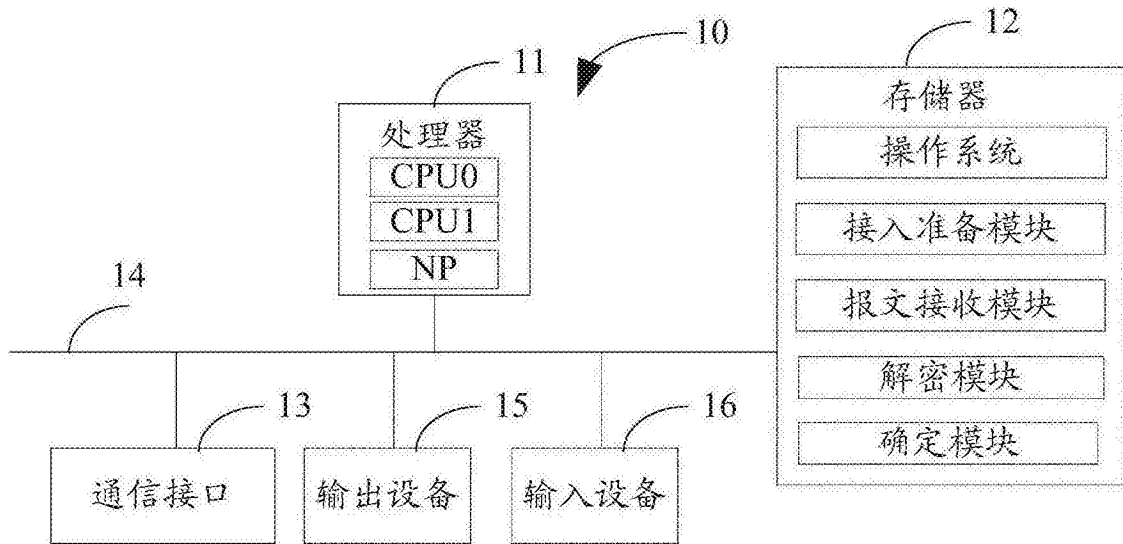 10
11
12
处理器
CPU0
CPU1
NP
存储器
操作系统
接入准备模块
报文接收模块
解密模块
确定模块
14
13
15
16
通信接口
输出设备
输入设备